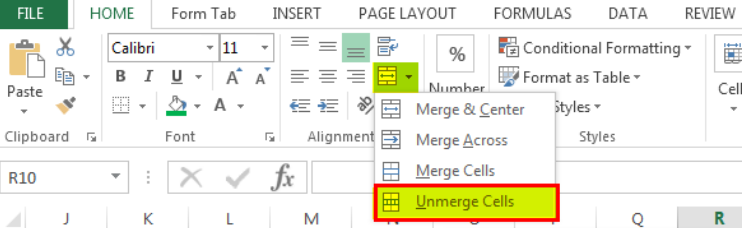 FILE HOME Form Tab INSERT PAGE LAYOUT FORMULAS DATA REVIEW
Calibri 11 % Conditional Formatting
Paste B I U A A Number Format as Table
A ab Styles Cell
Clipboard Font Alignment Styles
Merge & Center
Merge Across
Merge Cells
Unmerge Cells
R10 fx
J K L M Q R